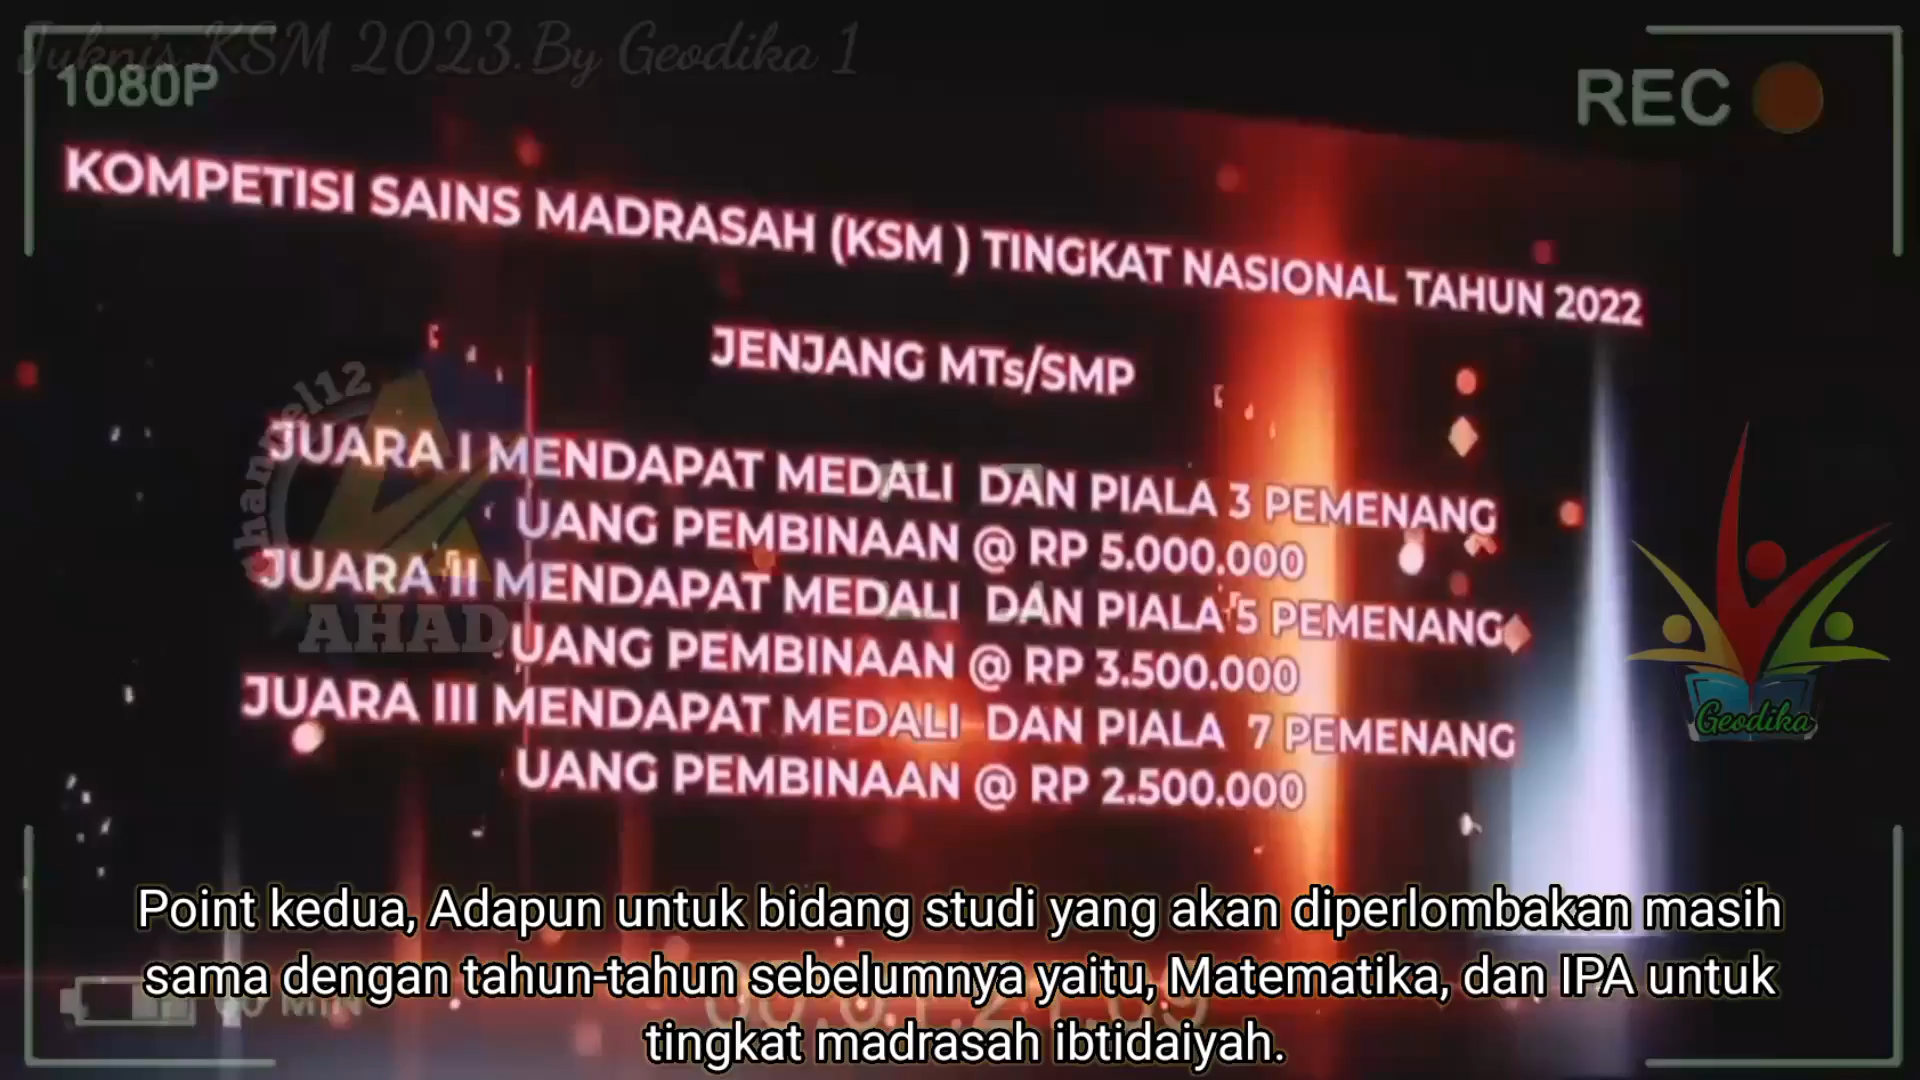 Juknis KSM 2023.By Geodika 1
1080P
REC
KOMPETISI SAINS MADRASAH (KSM ) TINGKAT NASIONAL TAHUN 2022
JENJANG MTs/SMP
channel12
JUARA I MENDAPAT MEDALI DAN PIALA 3 PEMENANG
UANG PEMBINAAN @ RP 5.000.000
JUARA II MENDAPAT MEDALI DAN PIALA 5 PEMENANG
AHAD
UANG PEMBINAAN @ RP 3.500.000
JUARA III MENDAPAT MEDALI DAN PIALA 7 PEMENANG
Geodika
UANG PEMBINAAN @ RP 2.500.000
Point kedua, Adapun untuk bidang studi yang akan diperlombakan masih
sama dengan tahun-tahun sebelumnya yaitu, Matematika, dan IPA untuk
tingkat madrasah ibtidaiyah.